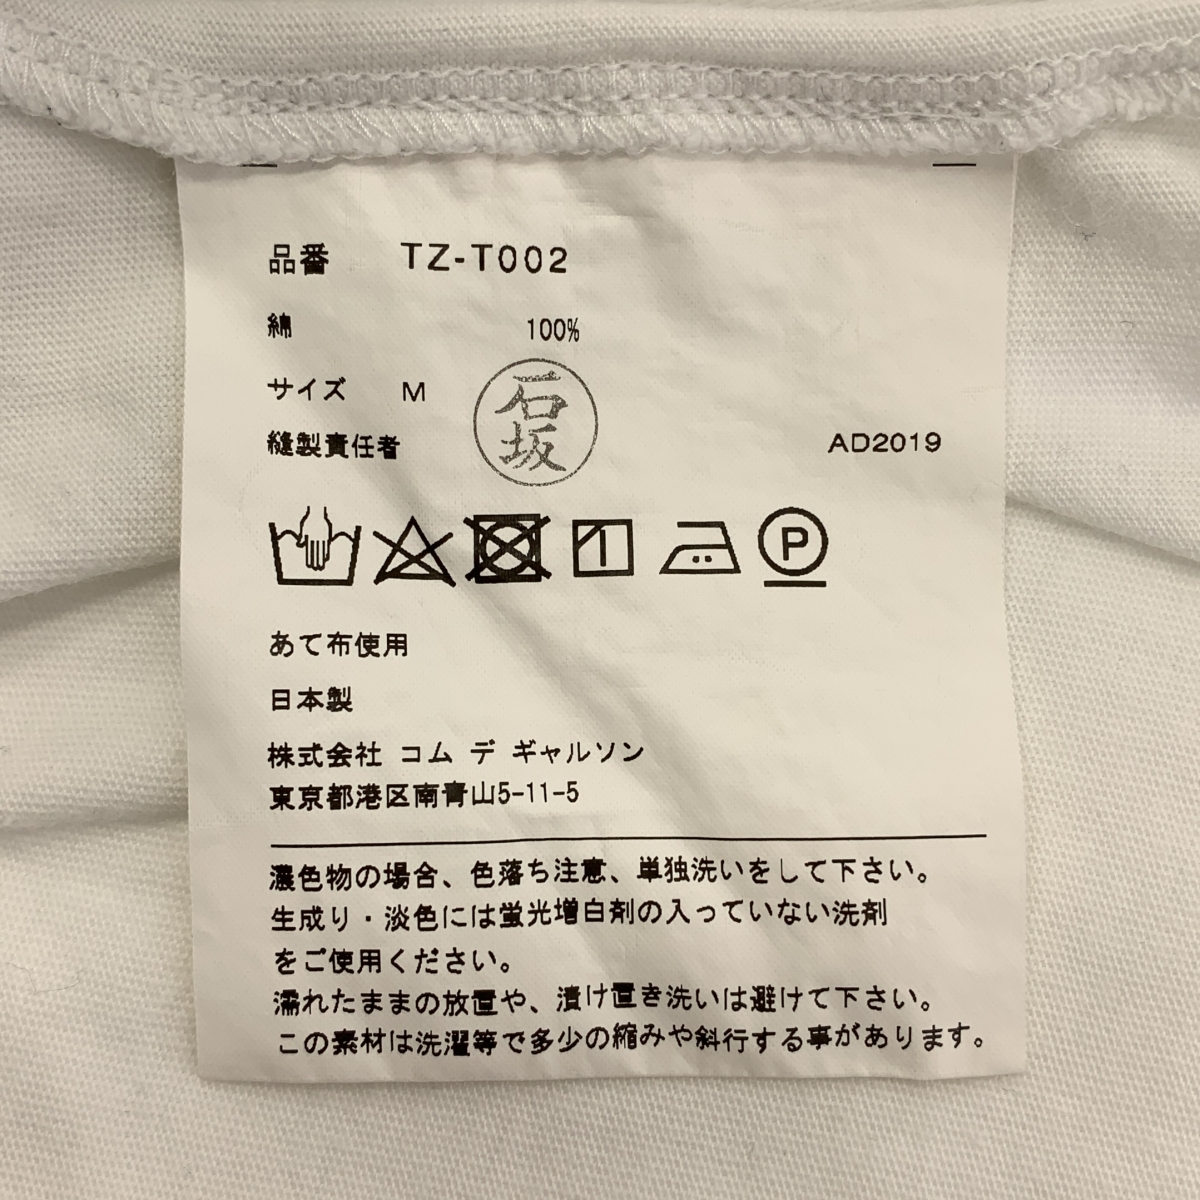 品番 TZ-T002
綿 100%
サイズ M
石坂
縫製責任者 AD2019
P
あて布使用
日本製
株式会社 コム デ ギャルソン
東京都港区南青山5-11-5
濃色物の場合、色落ち注意、単独洗いをして下さい。
生成り・淡色には蛍光増白剤の入っていない洗剤
をご使用ください。
濡れたままの放置や、漬け置き洗いは避けて下さい。
この素材は洗濯等で多少の縮みや斜行する事があります。